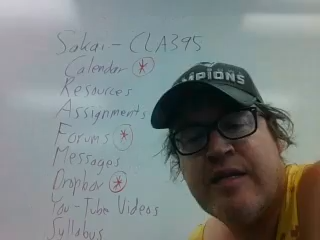 Sakai - CLA395
Calendar *
Resources
Assignments
Forums *
Messages
Dropbox *
You-Tube Videos
Syllabus